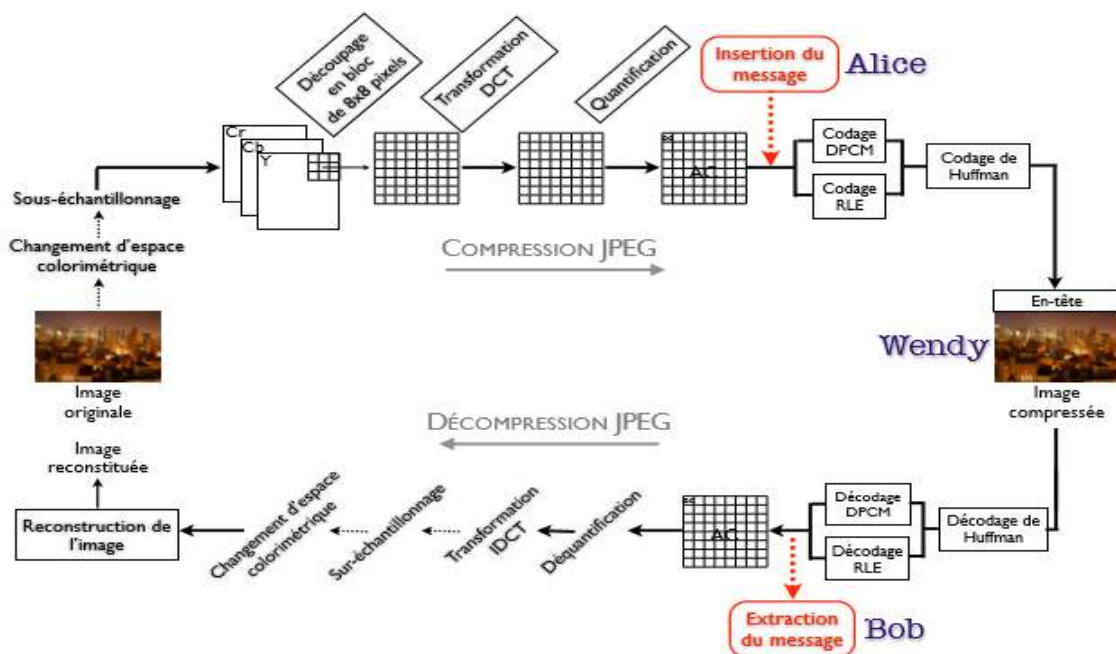 Découpage
en bloc
de 8x8 pixels
Transformation
DCT
Quantification
Insertion du
message
Alice
Cr
Cb
Y
AC
Codage
DPCM
Codage
RLE
Codage de
Huffman
Sous-échantillonnage
Changement d'espace
colorimétrique
COMPRESSION JPEG
En-tête
Wendy
Image
originale
Image
compressée
DÉCOMPRESSION JPEG
Image
reconstituée
Reconstruction de
l'image
Changement d'espace
colorimétrique
Sur-échantillonnage
Transformation
IDCT
Déquantification
AC
Décodage
DPCM
Décodage
RLE
Décodage de
Huffman
Extraction
du message
Bob